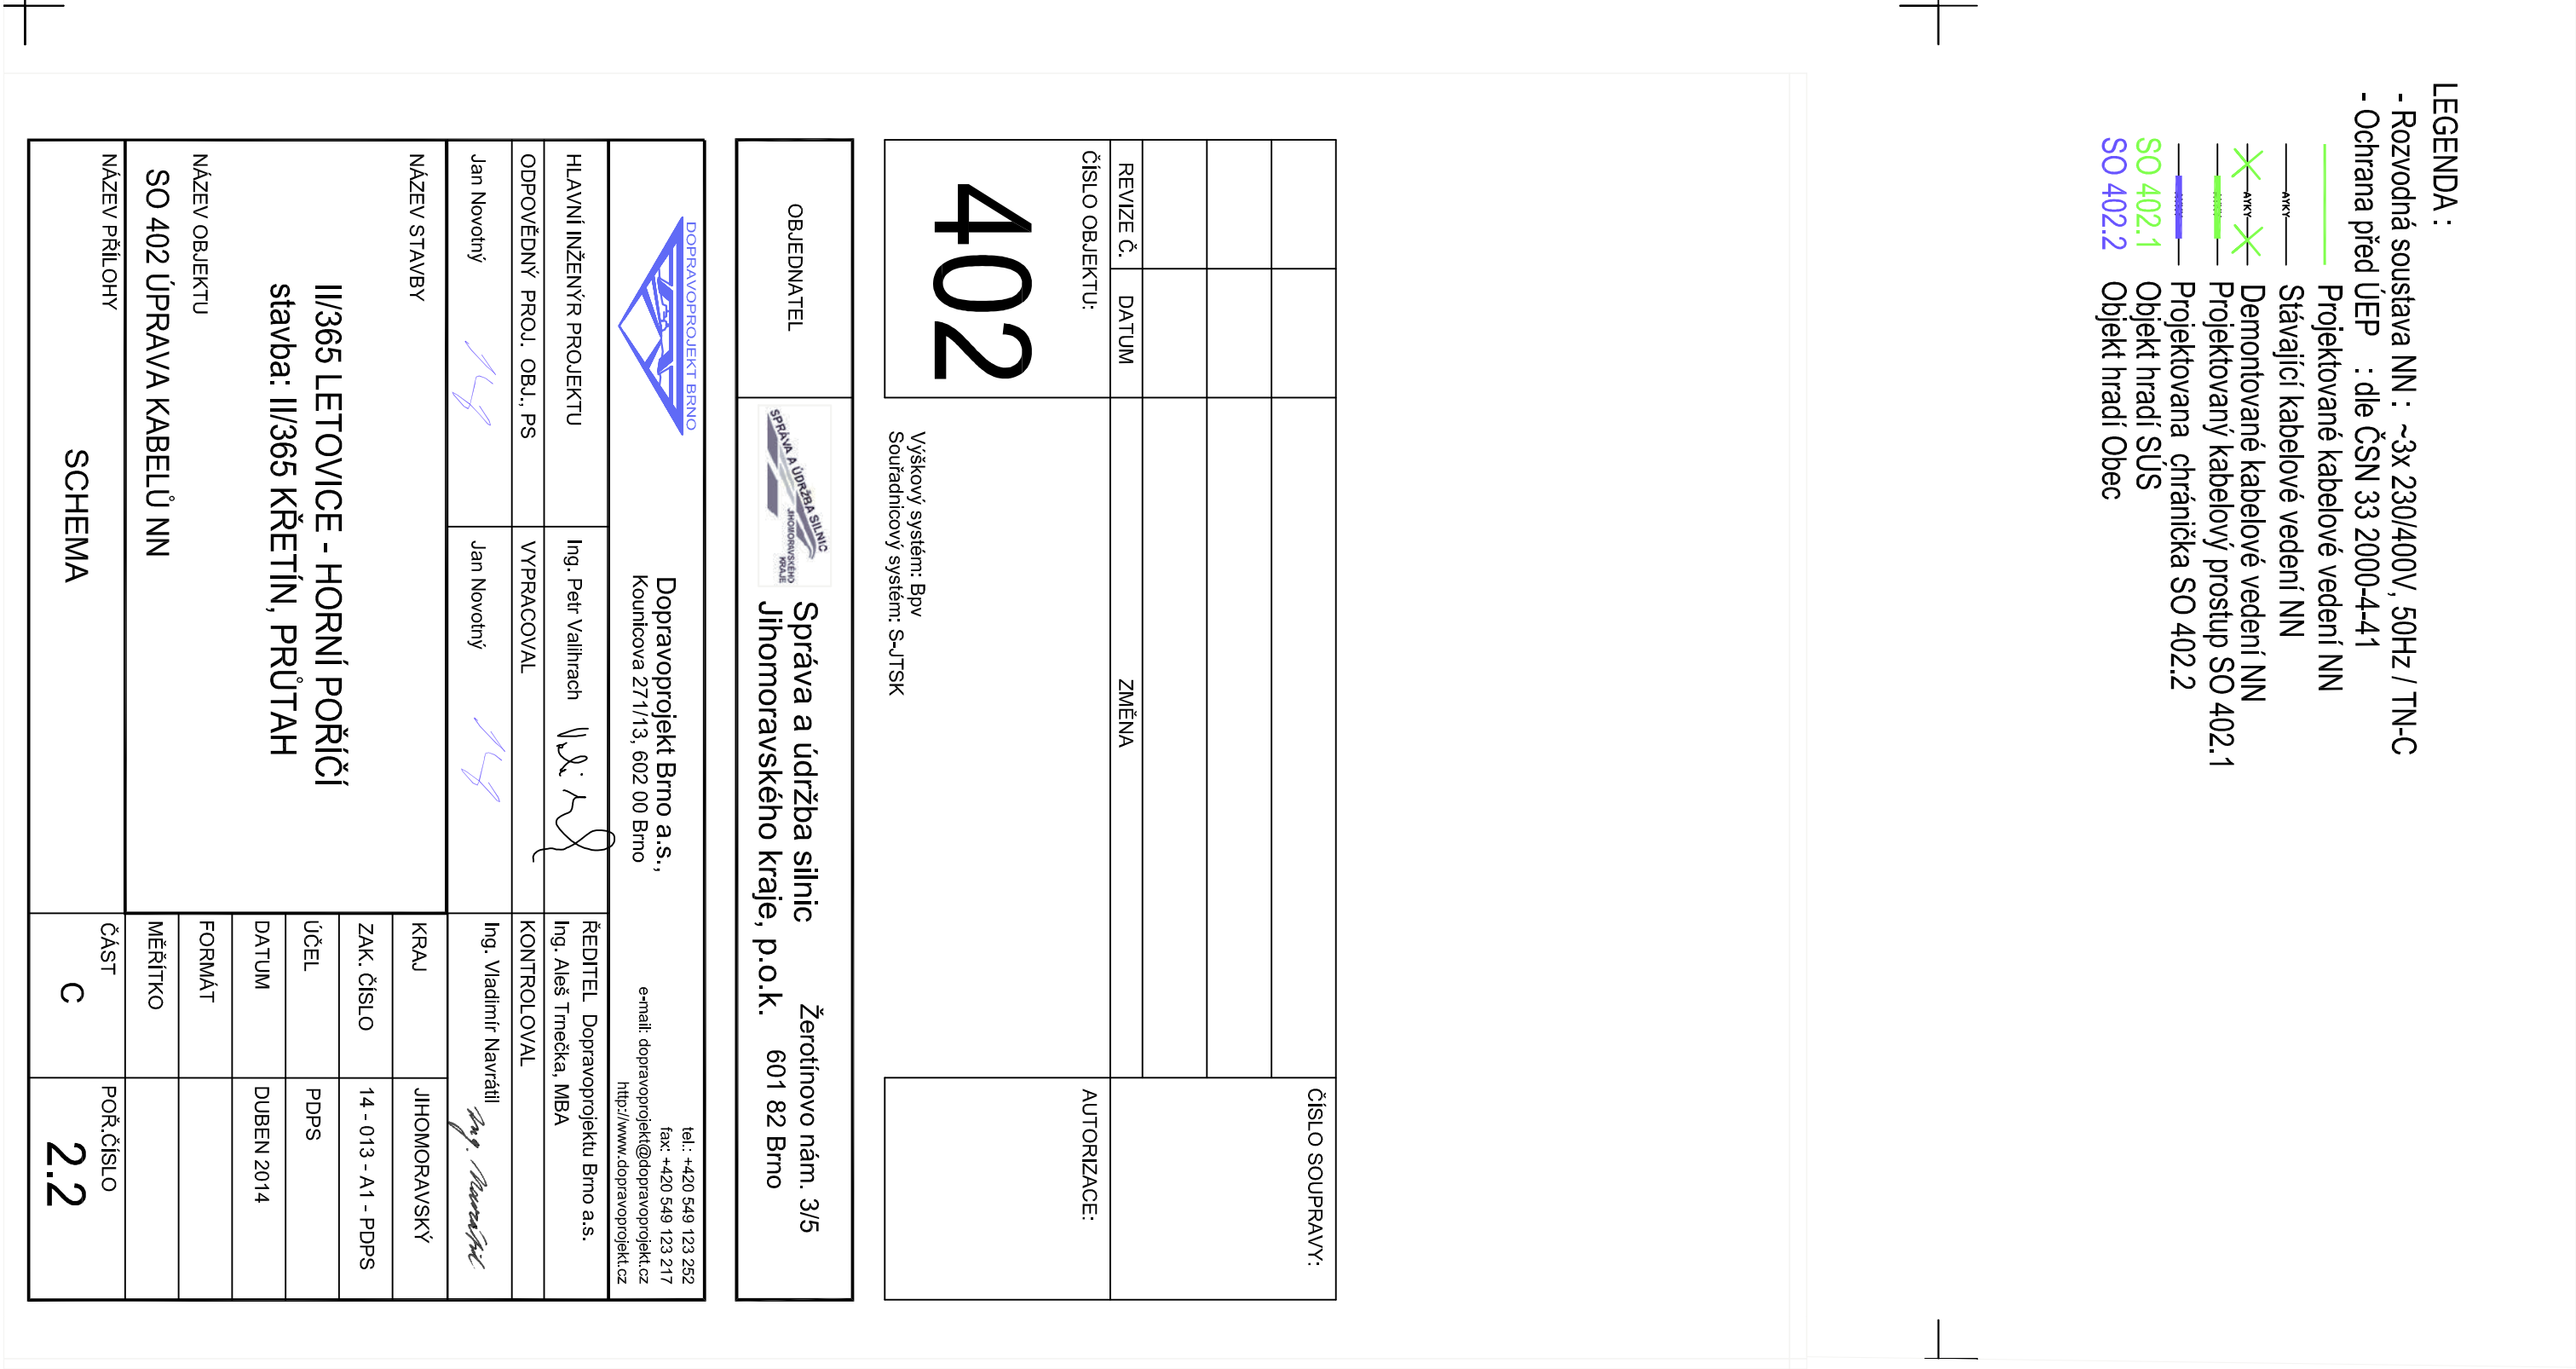 LEGENDA :
- Rozvodná soustava NN : ~3x 230/400V, 50Hz / TN-C
- Ochrana před ÚEP : dle ČSN 33 2000-4-41
Projektované kabelové vedení NN
AYKY Stávající kabelové vedení NN
AYKY Demontované kabelové vedení NN
Projektovaný kabelový prostup SO 402.1
Projektovana chránička SO 402.2
SO 402.1 Objekt hradí SÚS
SO 402.2 Objekt hradí Obec
ČÍSLO SOUPRAVY:
REVIZE Č. DATUM ZMĚNA
ČÍSLO OBJEKTU:
402
AUTORIZACE:
Výškový systém: Bpv
Souřadnicový systém: S-JTSK
OBJEDNATEL
SPRÁVA A ÚDRŽBA SILNIC
JIHOMORAVSKÉHO
KRAJE
Správa a údržba silnic Žerotínovo nám. 3/5
Jihomoravského kraje, p.o.k. 601 82 Brno
DOPRAVOPROJEKT BRNO
Dopravoprojekt Brno a.s.,
Kounicova 271/13, 602 00 Brno
tel.: +420 549 123 252
fax: +420 549 123 217
e-mail: dopravoprojekt@dopravoprojekt.cz
http://www.dopravoprojekt.cz
HLAVNÍ INŽENÝR PROJEKTU Ing. Petr Valihrach
ŘEDITEL Dopravoprojektu Brno a.s.
Ing. Aleš Trnečka, MBA
ODPOVĚDNÝ PROJ. OBJ., PS VYPRACOVAL KONTROLOVAL
Jan Novotný Jan Novotný Ing. Vladimír Navrátil
NÁZEV STAVBY
II/365 LETOVICE - HORNÍ POŘÍČÍ
stavba: II/365 KŘETÍN, PRŮTAH
KRAJ JIHOMORAVSKÝ
ZAK. ČÍSLO 14 - 013 - A1 - PDPS
ÚČEL PDPS
DATUM DUBEN 2014
FORMÁT
MĚŘÍTKO
NÁZEV OBJEKTU
SO 402 ÚPRAVA KABELŮ NN
NÁZEV PŘÍLOHY
SCHEMA
ČÁST
C
POŘ.ČÍSLO
2.2